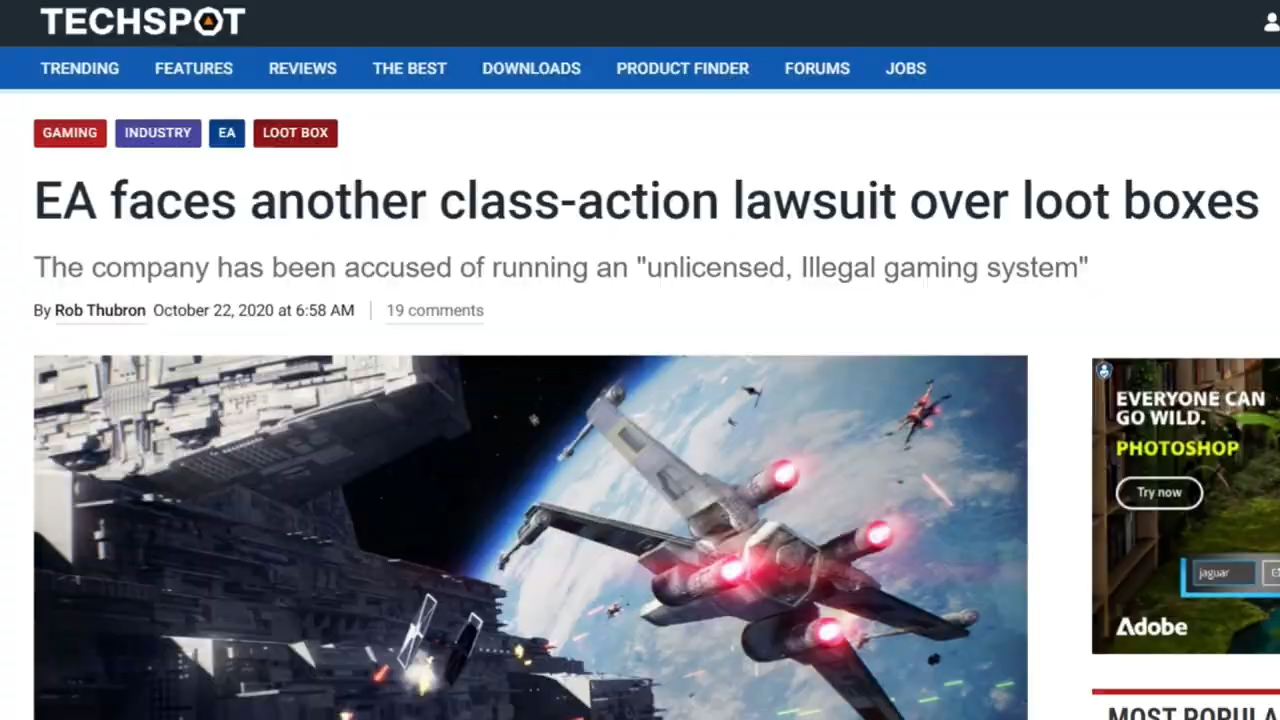 TECHSPOT
TRENDING FEATURES REVIEWS THE BEST DOWNLOADS PRODUCT FINDER FORUMS JOBS
GAMING INDUSTRY EA LOOT BOX
EA faces another class-action lawsuit over loot boxes
The company has been accused of running an "unlicensed, Illegal gaming system"
By Rob Thubron October 22, 2020 at 6:58 AM 19 comments
EVERYONE CAN
GO WILD.
PHOTOSHOP
Try now
jaguar
Adobe
MOST POPULA